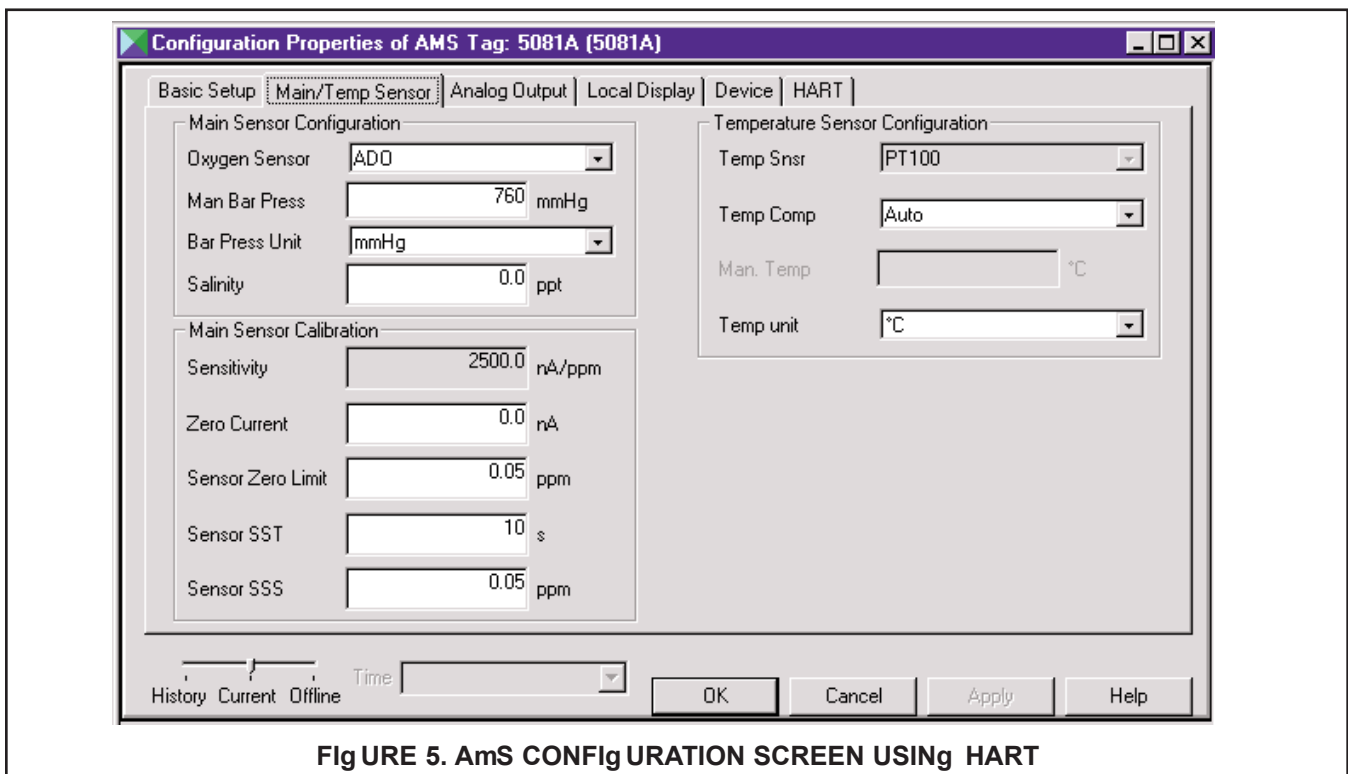 Configuration Properties of AMS Tag: 5081A (5081A)
Basic Setup Main/Temp Sensor Analog Output Local Display Device HART
Main Sensor Configuration
Oxygen Sensor ADO
Man Bar Press 760 mmHg
Bar Press Unit mmHg
Salinity 0.0 ppt
Main Sensor Calibration
Sensitivity 2500.0 nA/ppm
Zero Current 0.0 nA
Sensor Zero Limit 0.05 ppm
Sensor SST 10 s
Sensor SSS 0.05 ppm
Temperature Sensor Configuration
Temp Snsr PT100
Temp Comp Auto
Man. Temp °C
Temp unit °C
History Current Offline
Time
OK Cancel Apply Help
FIg URE 5. AmS CONFIg URATION SCREEN USINg HART